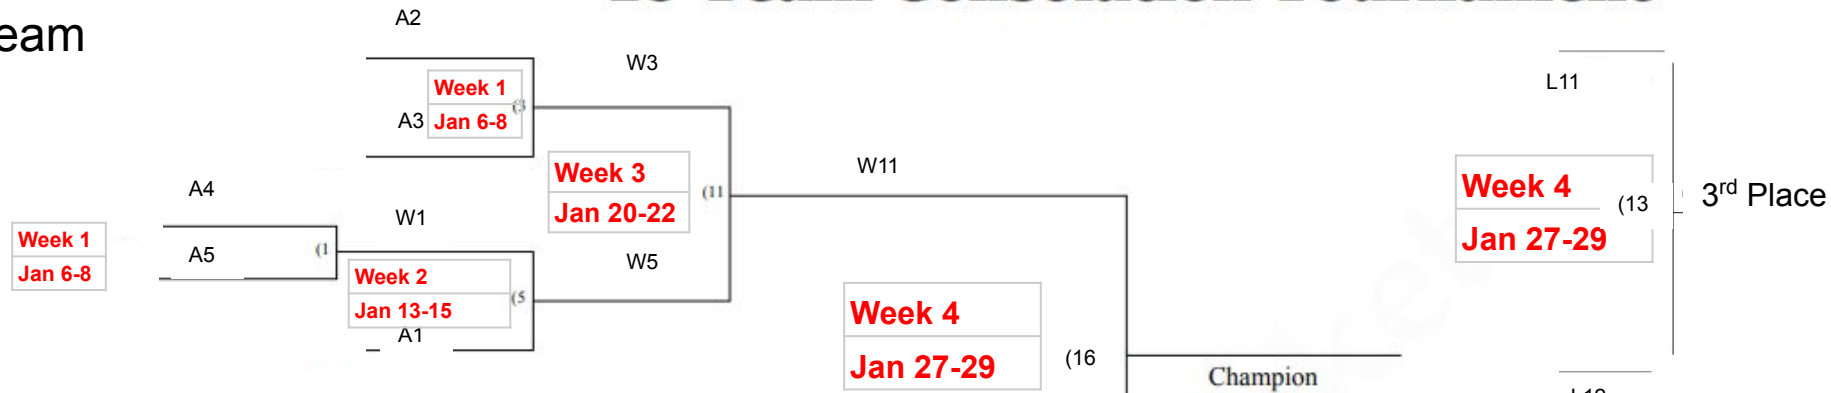 A2
eam
W3
L11
Week 1
(3
A3
Jan 6-8
Week 3
W11
Week 4
(11
(13
3rd Place
A4
Jan 20-22
W1
Week 1
Jan 27-29
A5
(1
W5
Jan 6-8
Week 2
(5
Jan 13-15
Week 4
A1
(16
Jan 27-29
Champion